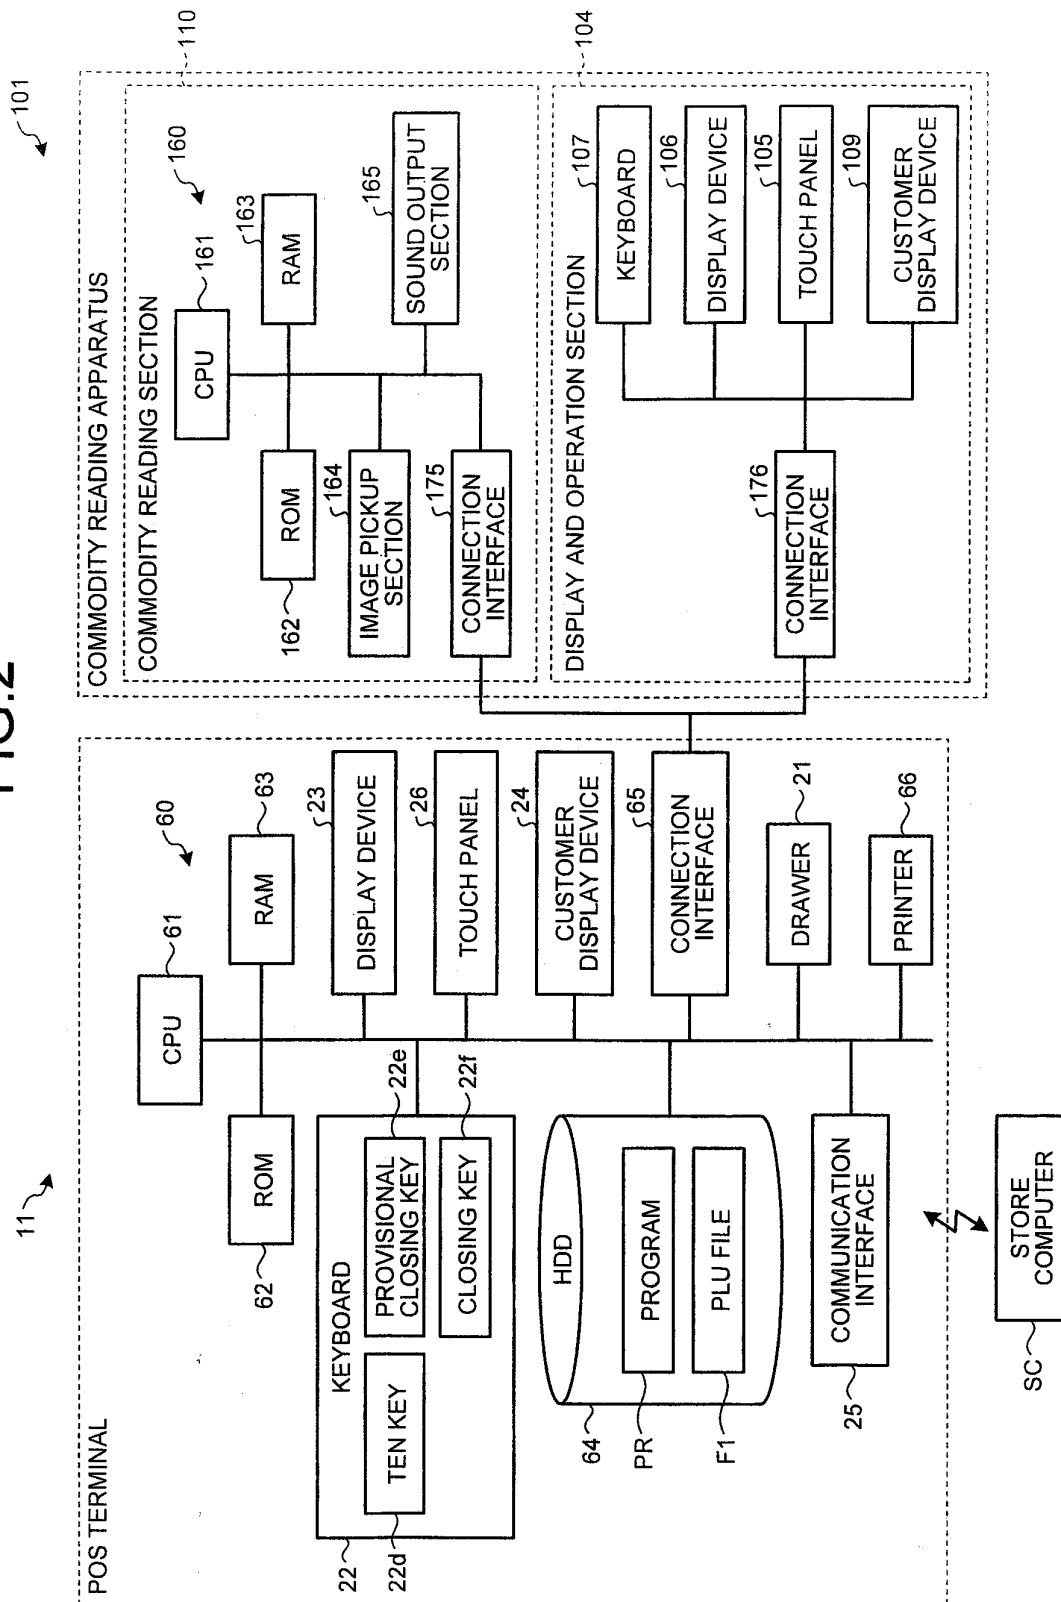 FIG.2
11
POS TERMINAL
CPU
61
60
ROM
62
RAM
63
KEYBOARD
22
TEN KEY
22d
PROVISIONAL
CLOSING KEY
22e
CLOSING KEY
22f
DISPLAY DEVICE
23
TOUCH PANEL
26
CUSTOMER
DISPLAY DEVICE
24
HDD
64
PROGRAM
PR
PLU FILE
F1
CONNECTION
INTERFACE
65
DRAWER
21
PRINTER
66
COMMUNICATION
INTERFACE
25
STORE
COMPUTER
SC
101
COMMODITY READING APPARATUS
110
COMMODITY READING SECTION
CPU
161
160
ROM
162
RAM
163
IMAGE PICKUP
SECTION
164
SOUND OUTPUT
SECTION
165
CONNECTION
INTERFACE
175
104
DISPLAY AND OPERATION SECTION
CONNECTION
INTERFACE
176
KEYBOARD
107
DISPLAY DEVICE
106
TOUCH PANEL
105
CUSTOMER
DISPLAY DEVICE
109